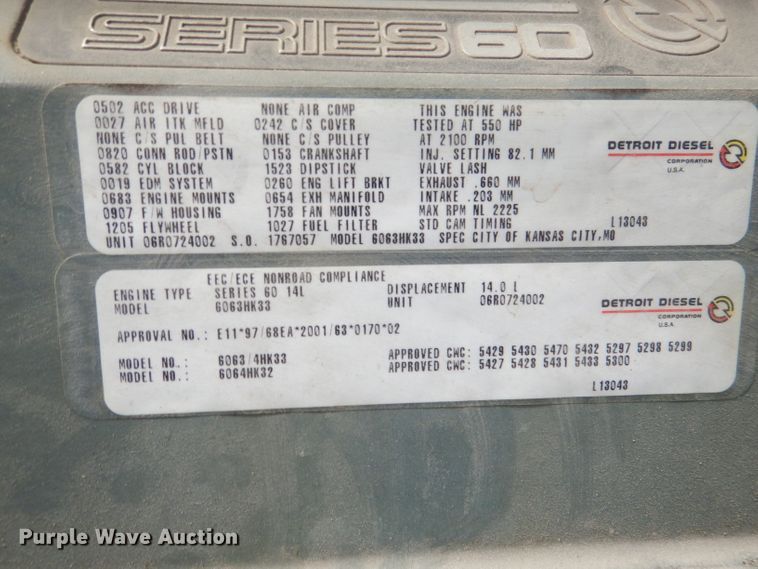 SERIES 60
0502 ACC DRIVE NONE AIR COMP THIS ENGINE WAS
0027 AIR ITK MFLD 0242 C/S COVER TESTED AT 550 HP
NONE C/S PUL BELT NONE C/S PULLEY AT 2100 RPM
0820 CONN ROD/PSTN 0153 CRANKSHAFT INJ. SETTING 82.1 MM
0582 CYL BLOCK 1523 DIPSTICK VALVE LASH
0019 EDM SYSTEM 0260 ENG LIFT BRKT EXHAUST .660 MM
0683 ENGINE MOUNTS 0654 EXH MANIFOLD INTAKE .203 MM
0907 F/W HOUSING 1758 FAN MOUNTS MAX RPM NL 2225
1205 FLYWHEEL 1027 FUEL FILTER STD CAM TIMING L13043
UNIT 06R0724002 S.O. 1767057 MODEL 6063HK33 SPEC CITY OF KANSAS CITY,MO
DETROIT DIESEL
CORPORATION
U.S.A.
EEC/ECE NONROAD COMPLIANCE
ENGINE TYPE SERIES 60 14L DISPLACEMENT 14.0 L
MODEL 6063HK33 UNIT 06R0724002
DETROIT DIESEL
CORPORATION
U.S.A.
APPROVAL NO.: E11*97/68EA*2001/63*0170*02
MODEL NO.: 6063/4HK33 APPROVED CWC: 5429 5430 5470 5432 5297 5298 5299
MODEL NO.: 6064HK32 APPROVED CWC: 5427 5428 5431 5433 5300
L13043
Purple Wave Auction